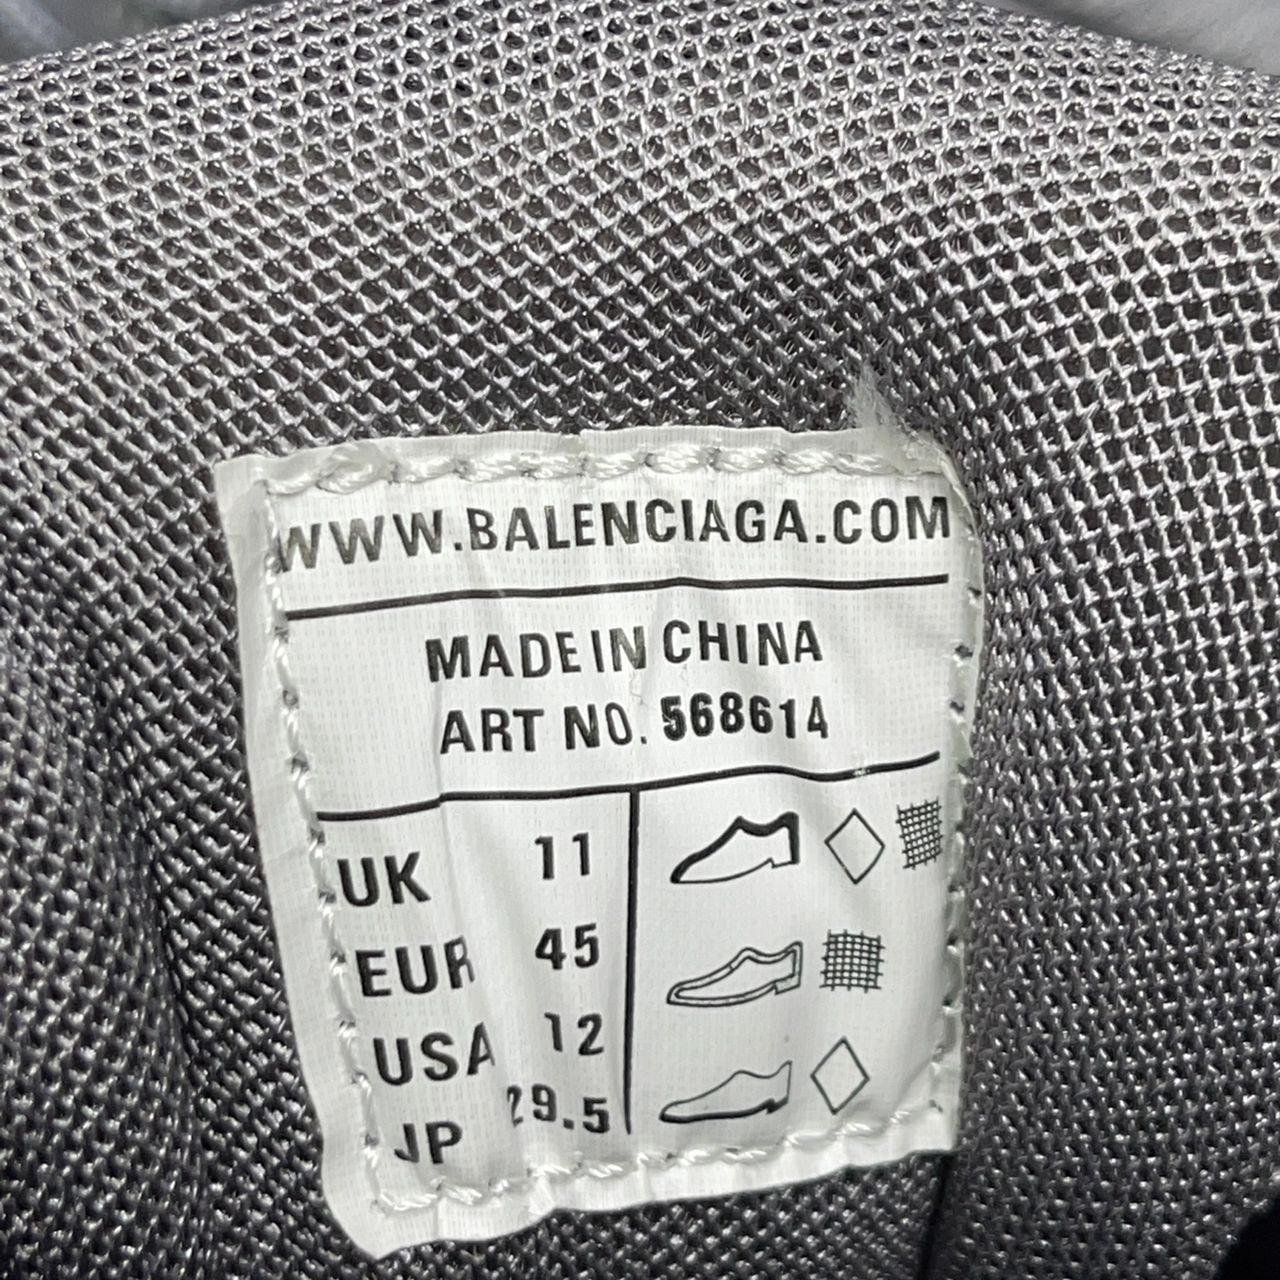 WWW.BALENCIAGA.COM
MADE IN CHINA
ART NO. 568614
UK 11
EUR 45
USA 12
JP 29.5